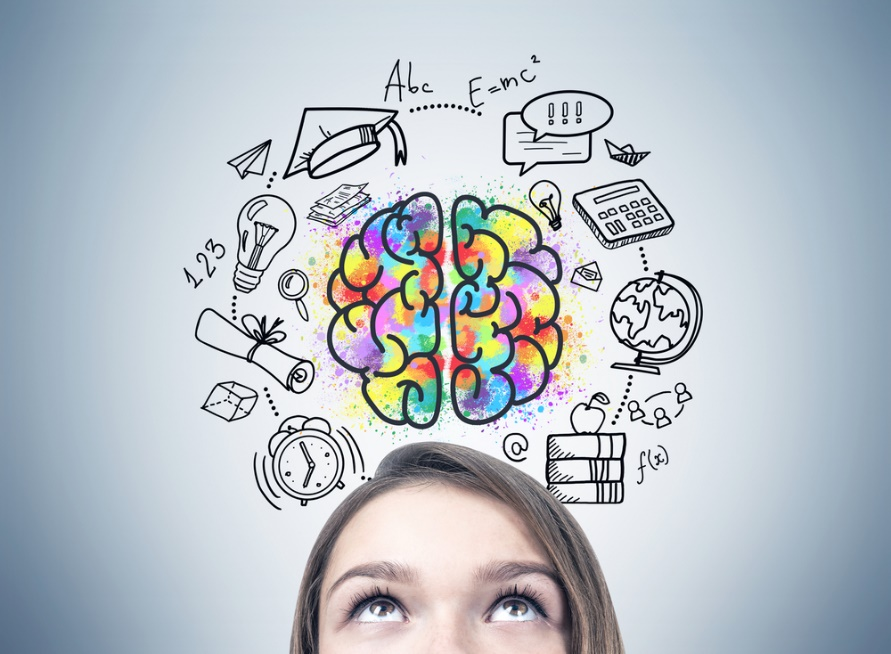 Abc
E=mc²
!!!
123
@
f(x)